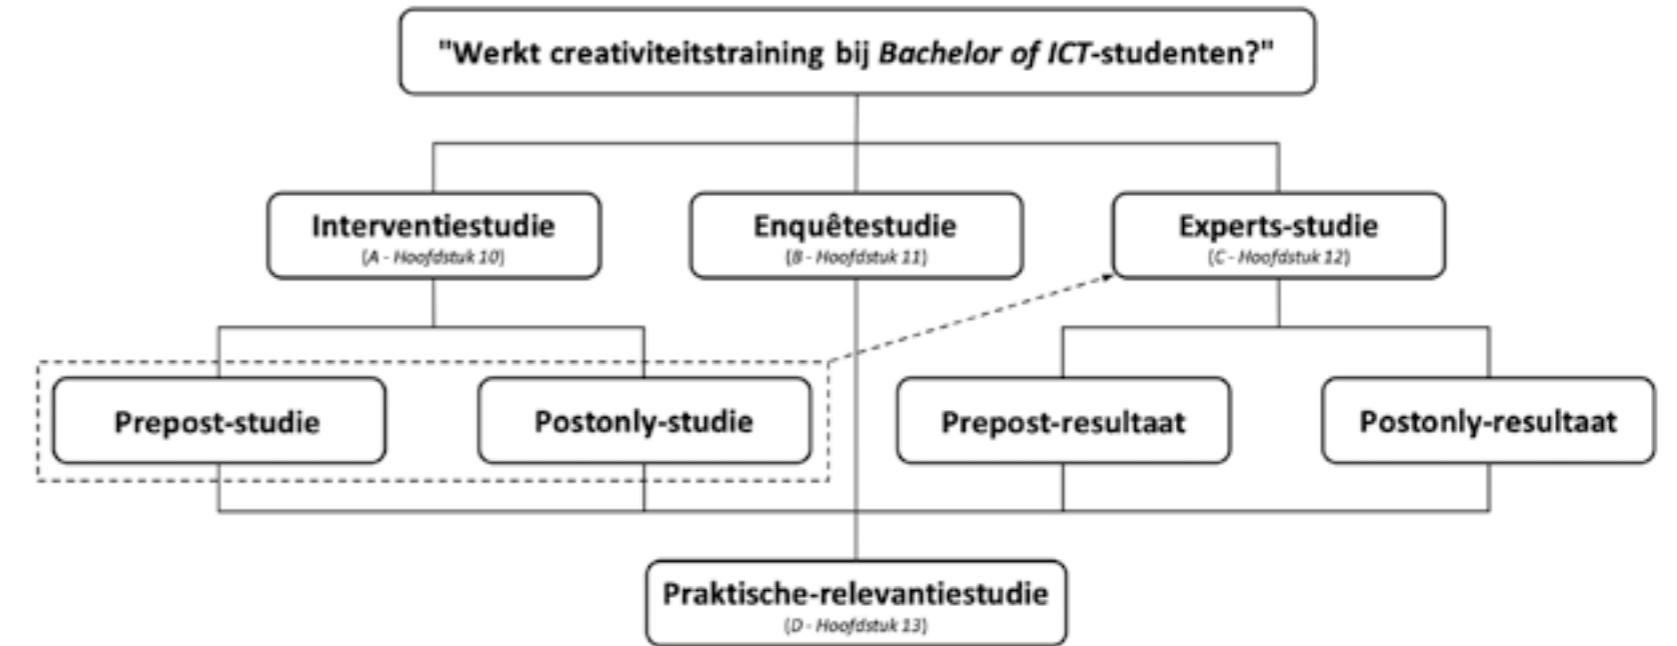 "Werkt creativiteitstraining bij Bachelor of ICT-studenten?"
Interventiestudie
(A - Hoofdstuk 10)
Enquêtestudie
(B - Hoofdstuk 11)
Experts-studie
(C - Hoofdstuk 12)
Prepost-studie
Postonly-studie
Prepost-resultaat
Postonly-resultaat
Praktische-relevantiestudie
(D - Hoofdstuk 13)